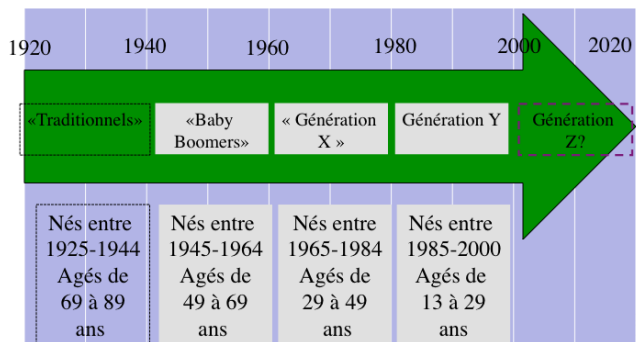 1920 1940 1960 1980 2000 2020
«Traditionnels»
«Baby
Boomers»
« Génération
X »
Génération Y
Génération
Z?
Nés entre
1925-1944
Agés de
69 à 89
ans
Nés entre
1945-1964
Agés de
49 à 69
ans
Nés entre
1965-1984
Agés de
29 à 49
ans
Nés entre
1985-2000
Agés de
13 à 29
ans